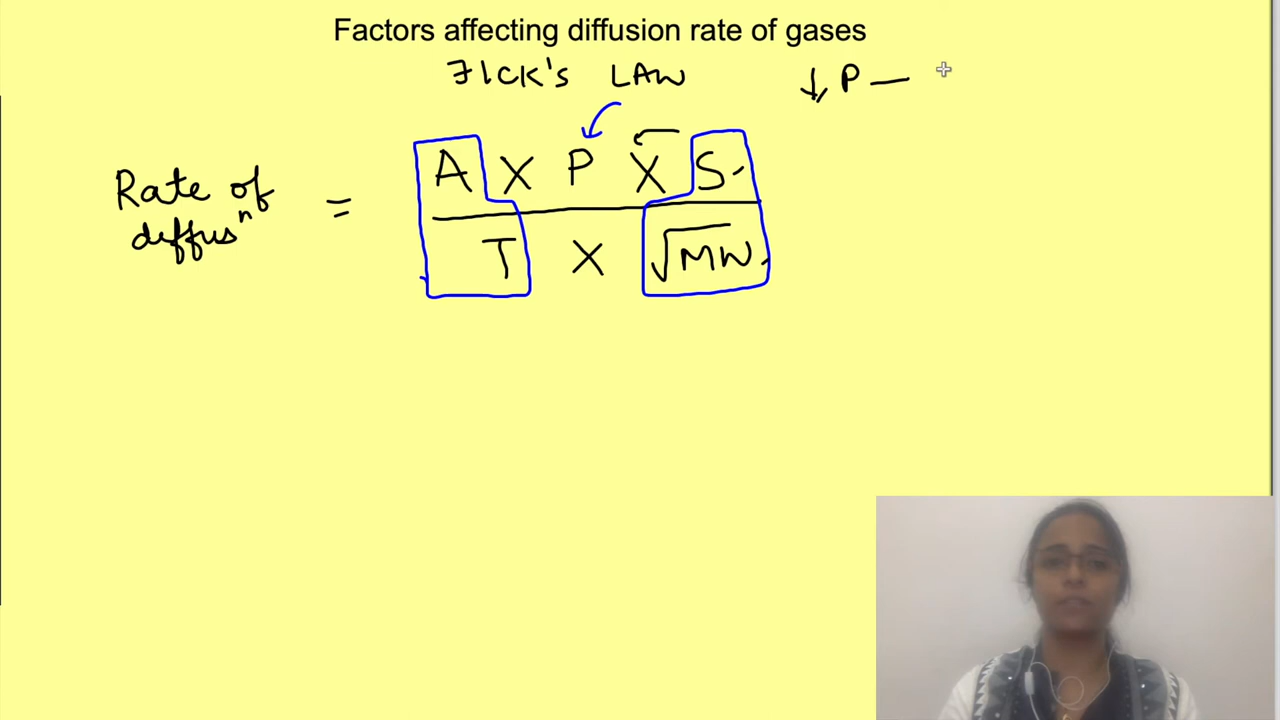 Factors affecting diffusion rate of gases
FICK's LAW
↓ P —
Rate of diffusⁿ = A X P X S
T X √MW